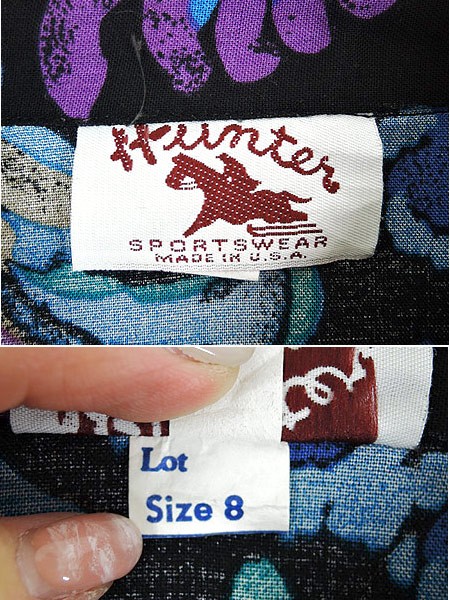 Hunter
SPORTSWEAR
MADE IN U.S.A.
Lot
Size 8